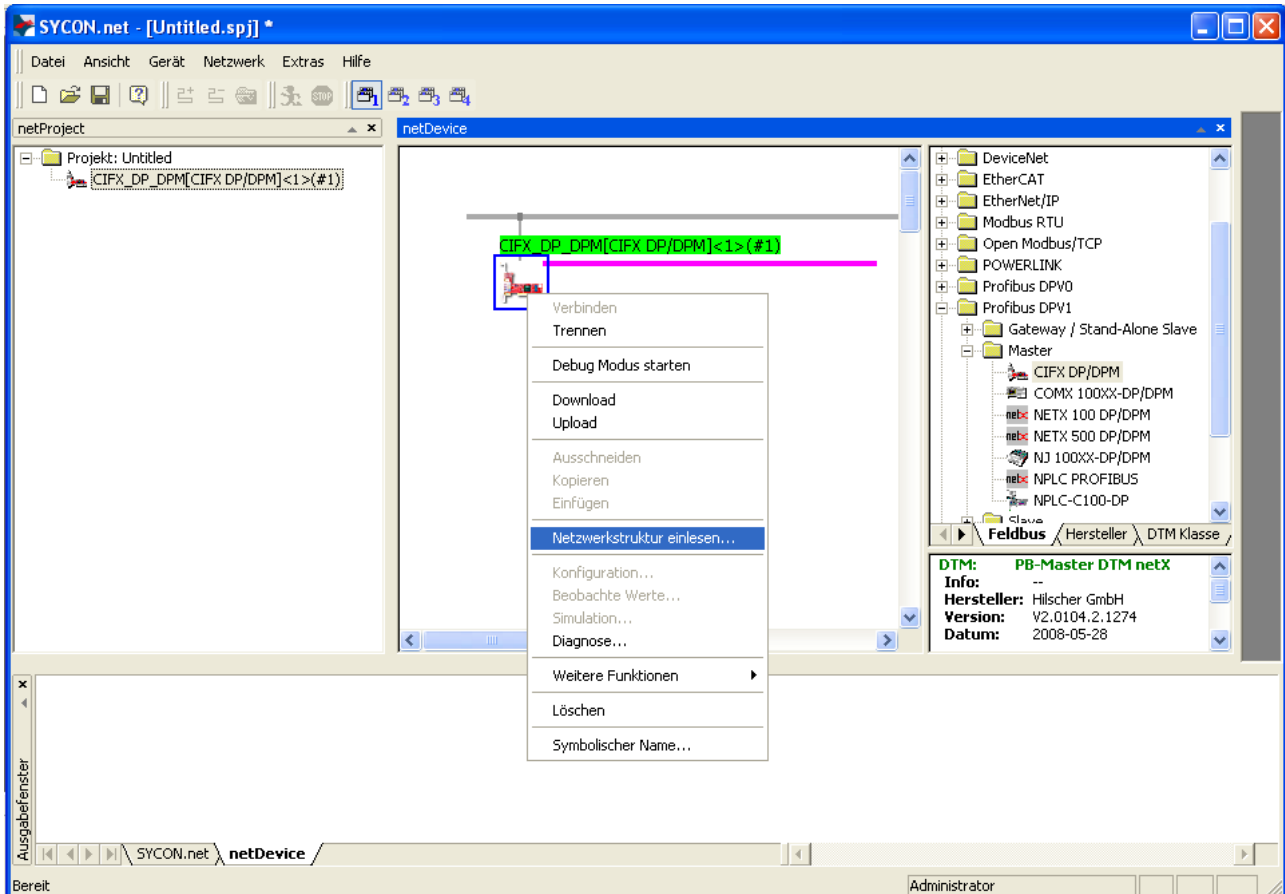 SYCON.net - [Untitled.spj] *
Datei Ansicht Gerät Netzwerk Extras Hilfe
netProject
Projekt: Untitled
CIFX_DP_DPM[CIFX DP/DPM]<1>(#1)
netDevice
CIFX_DP_DPM[CIFX DP/DPM]<1>(#1)
Verbinden
Trennen
Debug Modus starten
Download
Upload
Ausschneiden
Kopieren
Einfügen
Netzwerkstruktur einlesen...
Konfiguration...
Beobachte Werte...
Simulation...
Diagnose...
Weitere Funktionen
Löschen
Symbolischer Name...
DeviceNet
EtherCAT
EtherNet/IP
Modbus RTU
Open Modbus/TCP
POWERLINK
Profibus DPV0
Profibus DPV1
Gateway / Stand-Alone Slave
Master
CIFX DP/DPM
COMX 100XX-DP/DPM
netx NETX 100 DP/DPM
netx NETX 500 DP/DPM
NJ 100XX-DP/DPM
netx NPLC PROFIBUS
NPLC-C100-DP
Slave
Feldbus Hersteller DTM Klasse
DTM: PB-Master DTM netX
Info: --
Hersteller: Hilscher GmbH
Version: V2.0104.2.1274
Datum: 2008-05-28
Ausgabefenster
SYCON.net netDevice
Bereit
Administrator